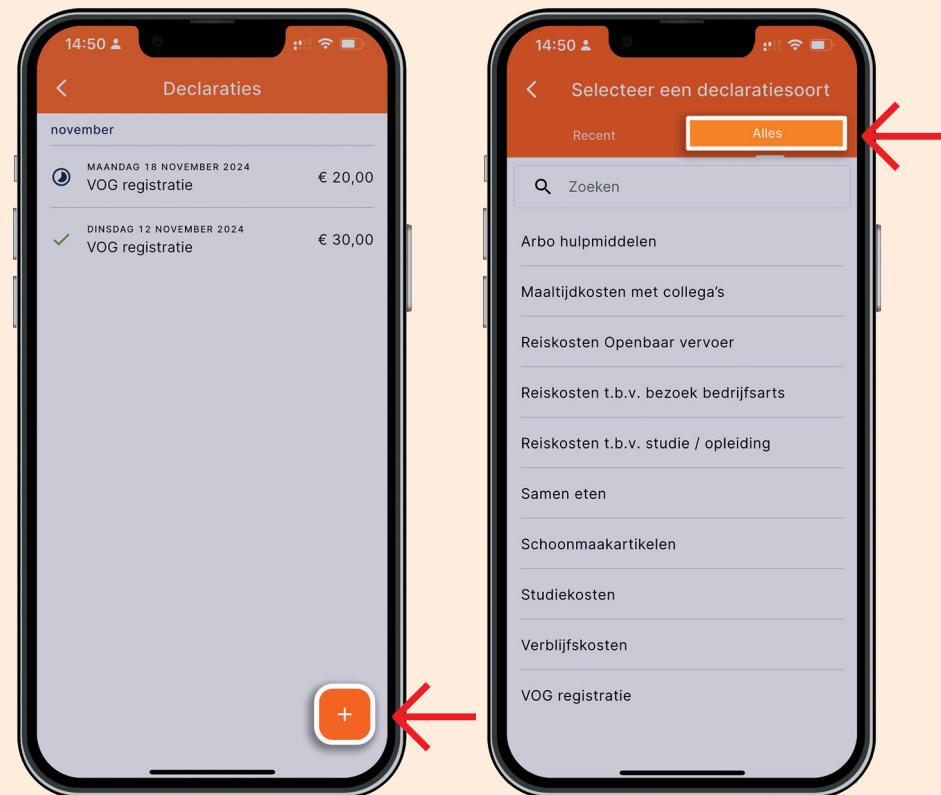 14:50
Declaraties
november
MAANDAG 18 NOVEMBER 2024
VOG registratie
€ 20,00
DINSDAG 12 NOVEMBER 2024
VOG registratie
€ 30,00
+
14:50
Selecteer een declaratiesoort
Recent
Alles
Zoeken
Arbo hulpmiddelen
Maaltijdkosten met collega's
Reiskosten Openbaar vervoer
Reiskosten t.b.v. bezoek bedrijfsarts
Reiskosten t.b.v. studie / opleiding
Samen eten
Schoonmaakartikelen
Studiekosten
Verblijfskosten
VOG registratie